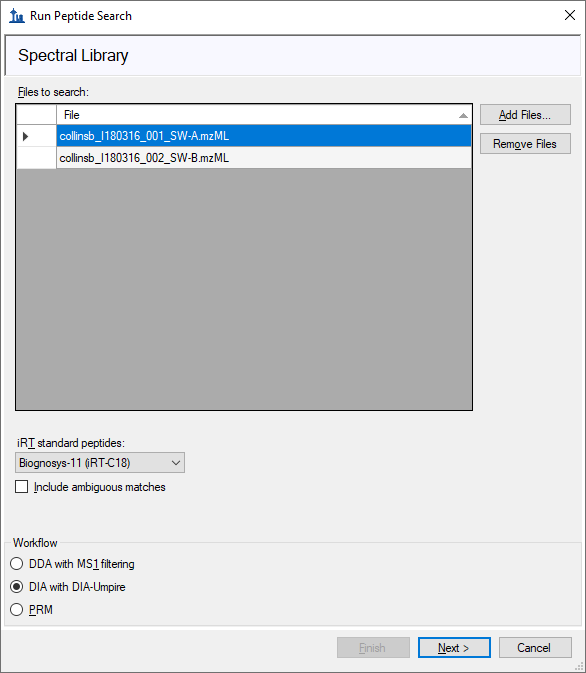 Run Peptide Search
Spectral Library
Files to search:
File
Add Files...
collinsb_I180316_001_SW-A.mzML
Remove Files
collinsb_I180316_002_SW-B.mzML
iRT standard peptides:
Biognosys-11 (iRT-C18)
Include ambiguous matches
Workflow
DDA with MS1 filtering
DIA with DIA-Umpire
PRM
Finish
Next >
Cancel